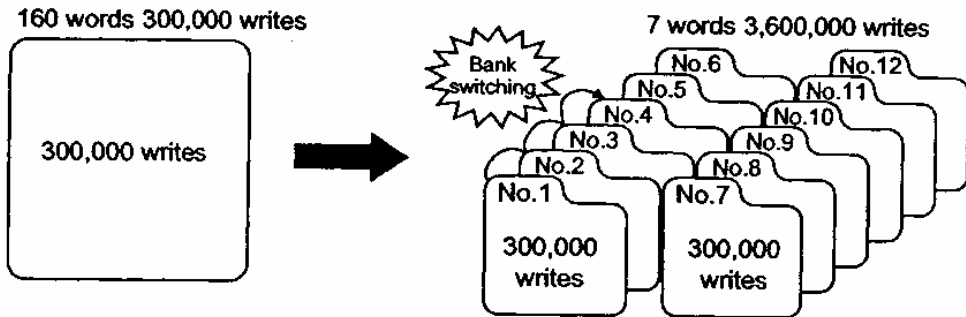 160 words 300,000 writes
300,000 writes
Bank
switching
7 words 3,600,000 writes
No.6
No.5
No.4
No.3
No.2
No.1
300,000
writes
No.12
No.11
No.10
No.9
No.8
No.7
300,000
writes